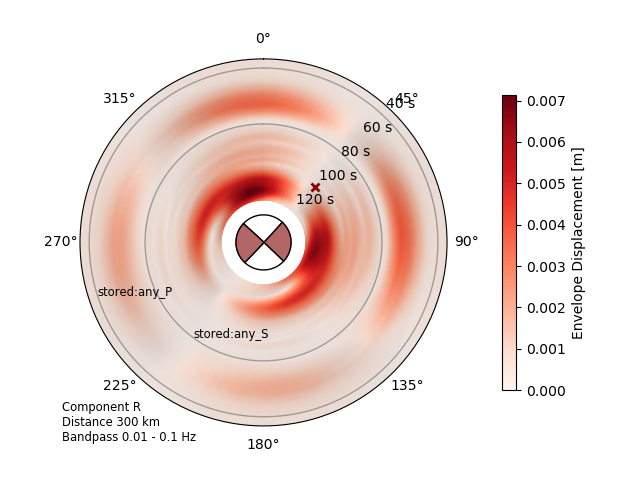 0°
315°
45°
40 s
60 s
80 s
100 s
120 s
270°
90°
stored:any_P
stored:any_S
225°
135°
180°
Component R
Distance 300 km
Bandpass 0.01 - 0.1 Hz
0.007
0.006
0.005
0.004
0.003
0.002
0.001
0.000
Envelope Displacement [m]